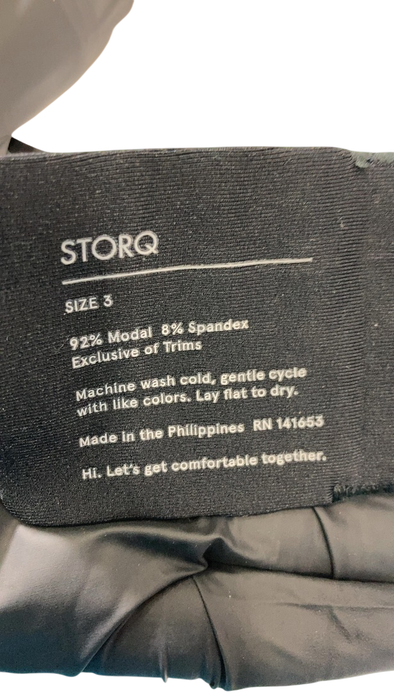 STORQ
SIZE 3
92% Modal 8% Spandex
Exclusive of Trims
Machine wash cold, gentle cycle
with like colors. Lay flat to dry.
Made in the Philippines RN 141653
Hi. Let's get comfortable together.